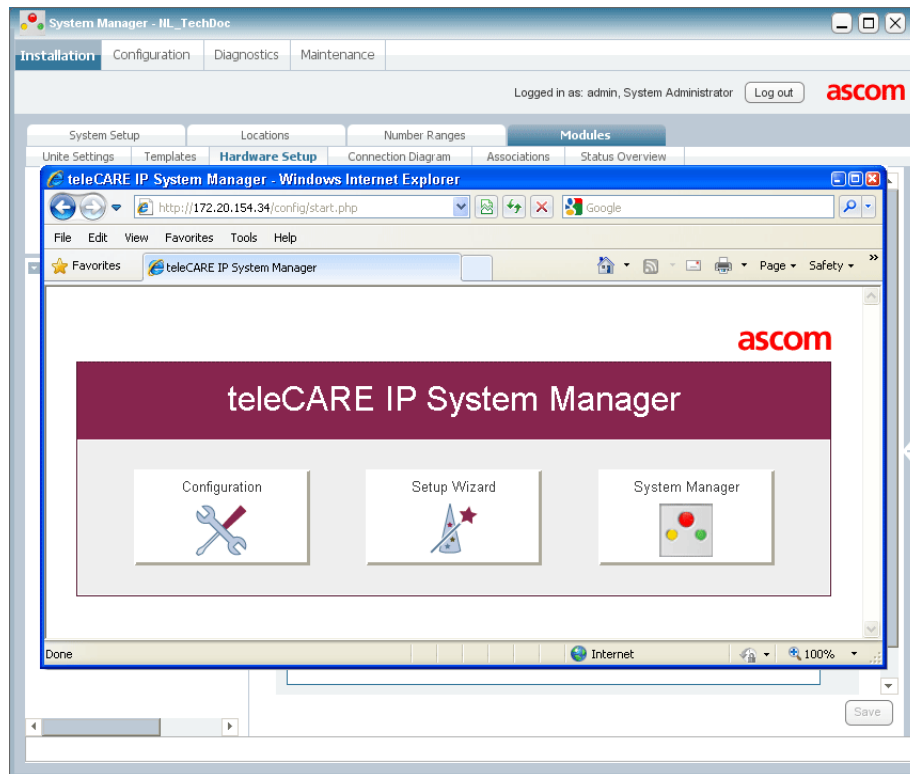 System Manager - NL_TechDoc
Installation Configuration Diagnostics Maintenance
Logged in as: admin, System Administrator Log out ascom
System Setup Locations Number Ranges Modules
Unite Settings Templates Hardware Setup Connection Diagram Associations Status Overview
teleCARE IP System Manager - Windows Internet Explorer
http://172.20.154.34/config/start.php Google
File Edit View Favorites Tools Help
Favorites teleCARE IP System Manager Page Safety »
ascom
teleCARE IP System Manager
Configuration Setup Wizard System Manager
Done Internet 100%
Save